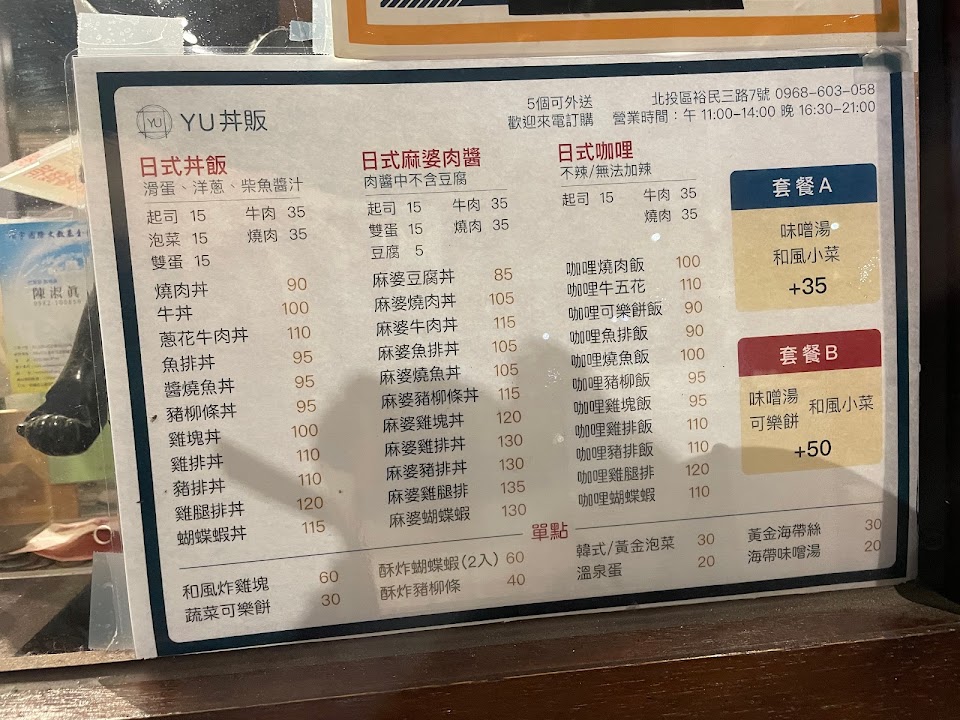 YU
YU丼販
5個可外送
歡迎來電訂購
北投區裕民三路7號 0968-603-058
營業時間：午 11:00-14:00 晚 16:30-21:00
日式丼飯
滑蛋、洋蔥、柴魚醬汁
起司 15 牛肉 35
泡菜 15 燒肉 35
雙蛋 15
燒肉丼 90
牛丼 100
蔥花牛肉丼 110
魚排丼 95
醬燒魚丼 95
豬柳條丼 95
雞塊丼 100
雞排丼 110
豬排丼 110
雞腿排丼 120
蝴蝶蝦丼 115
日式麻婆肉醬
肉醬中不含豆腐
起司 15 牛肉 35
雙蛋 15 燒肉 35
豆腐 5
麻婆豆腐丼 85
麻婆燒肉丼 105
麻婆牛肉丼 115
麻婆魚排丼 105
麻婆燒魚丼 105
麻婆豬柳條丼 115
麻婆雞塊丼 120
麻婆雞排丼 130
麻婆豬排丼 130
麻婆雞腿排 135
麻婆蝴蝶蝦 130
日式咖哩
不辣/無法加辣
起司 15 牛肉 35
燒肉 35
咖哩燒肉飯 100
咖哩牛五花 110
咖哩可樂餅飯 90
咖哩魚排飯 90
咖哩燒魚飯 100
咖哩豬柳飯 95
咖哩雞塊飯 95
咖哩雞排飯 110
咖哩豬排飯 110
咖哩雞腿排 120
咖哩蝴蝶蝦 110
套餐A
味噌湯
和風小菜
+35
套餐B
味噌湯
可樂餅
和風小菜
+50
單點
和風炸雞塊 60
蔬菜可樂餅 30
酥炸蝴蝶蝦(2入) 60
酥炸豬柳條 40
韓式/黃金泡菜 30
溫泉蛋 20
黃金海帶絲 30
海帶味噌湯 20
陳淑真